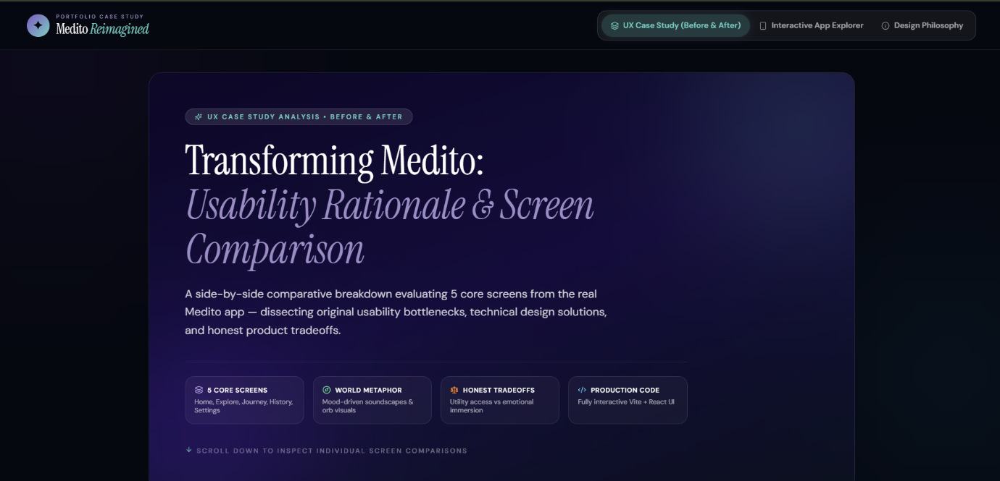 PORTFOLIO CASE STUDY
Medito Reimagined
UX Case Study (Before & After)
Interactive App Explorer
Design Philosophy
UX CASE STUDY ANALYSIS • BEFORE & AFTER
Transforming Medito:
Usability Rationale & Screen
Comparison
A side-by-side comparative breakdown evaluating 5 core screens from the real
Medito app — dissecting original usability bottlenecks, technical design solutions,
and honest product tradeoffs.
5 CORE SCREENS
Home, Explore, Journey, History,
Settings
WORLD METAPHOR
Mood-driven soundscapes &
orb visuals
HONEST TRADEOFFS
Utility access vs emotional
immersion
PRODUCTION CODE
Fully interactive Vite + React UI
SCROLL DOWN TO INSPECT INDIVIDUAL SCREEN COMPARISONS